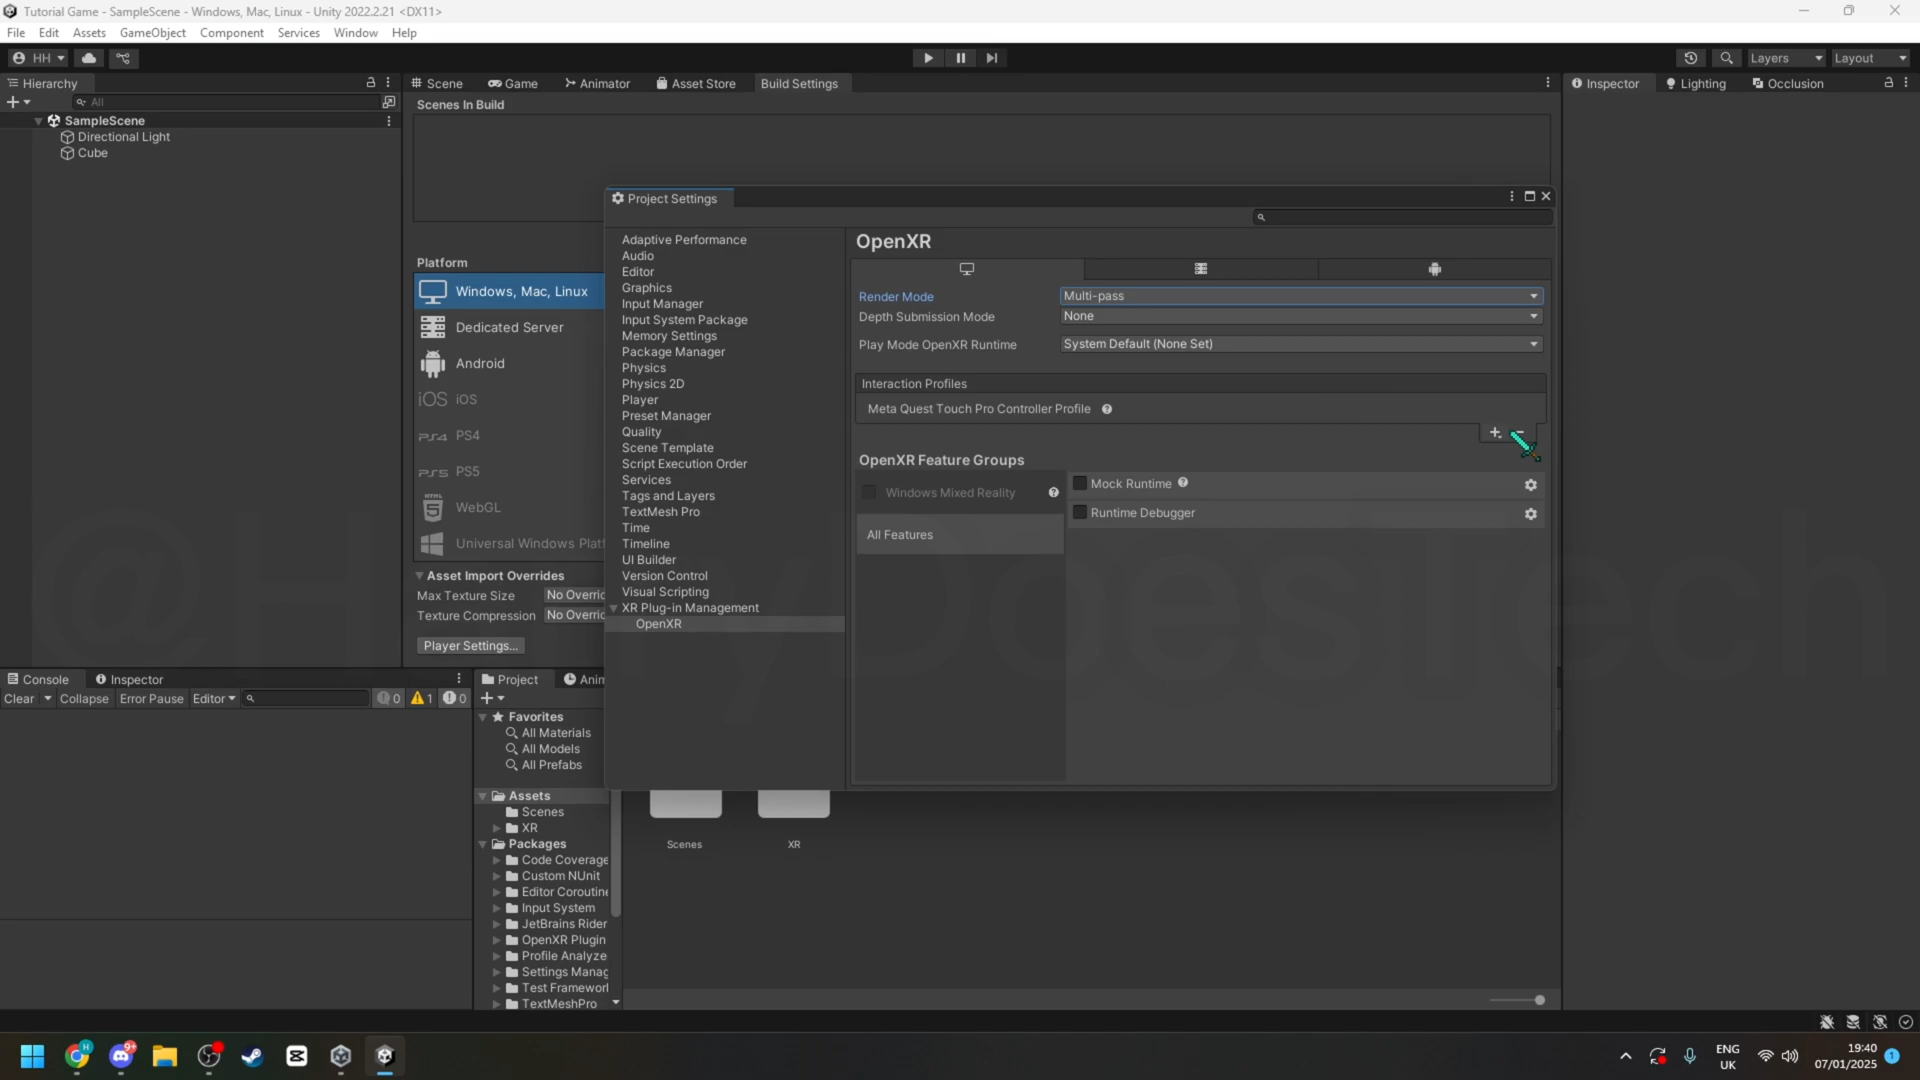 Tutorial Game - SampleScene - Windows, Mac, Linux - Unity 2022.2.21 <DX11>
File Edit Assets GameObject Component Services Window Help
HH
Layers
Layout
Hierarchy
All
SampleScene
Directional Light
Cube
Scene
Game
Animator
Asset Store
Build Settings
Scenes In Build
Platform
Windows, Mac, Linux
Dedicated Server
Android
iOS iOS
PS4 PS4
PS5 PS5
HTML WebGL
Universal Windows Platf
Asset Import Overrides
Max Texture Size No Overric
Texture Compression No Overric
Player Settings...
Project Settings
Adaptive Performance
Audio
Editor
Graphics
Input Manager
Input System Package
Memory Settings
Package Manager
Physics
Physics 2D
Player
Preset Manager
Quality
Scene Template
Script Execution Order
Services
Tags and Layers
TextMesh Pro
Time
Timeline
UI Builder
Version Control
Visual Scripting
XR Plug-in Management
OpenXR
OpenXR
Render Mode Multi-pass
Depth Submission Mode None
Play Mode OpenXR Runtime System Default (None Set)
Interaction Profiles
Meta Quest Touch Pro Controller Profile
OpenXR Feature Groups
Windows Mixed Reality
All Features
Mock Runtime
Runtime Debugger
Inspector
Lighting
Occlusion
Console
Inspector
Clear Collapse Error Pause Editor 0 1 0
Project
Anim
Favorites
All Materials
All Models
All Prefabs
Assets
Scenes
XR
Packages
Code Coverage
Custom NUnit
Editor Coroutine
Input System
JetBrains Rider
OpenXR Plugin
Profile Analyze
Settings Manag
Test Framework
TextMeshPro
Scenes
XR
H
9+
ENG
UK
19:40
07/01/2025
1